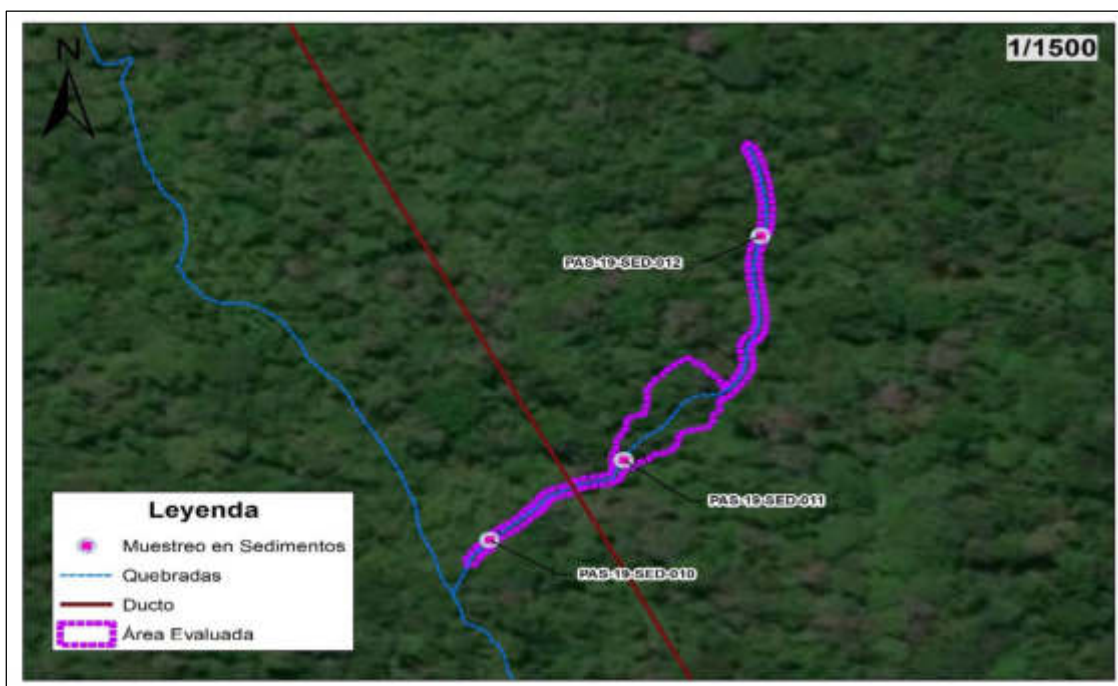 N
1/1500
PAS-19-SED-012
PAS-19-SED-011
PAS-19-SED-010
Leyenda
Muestreo en Sedimentos
Quebradas
Ducto
Área Evaluada